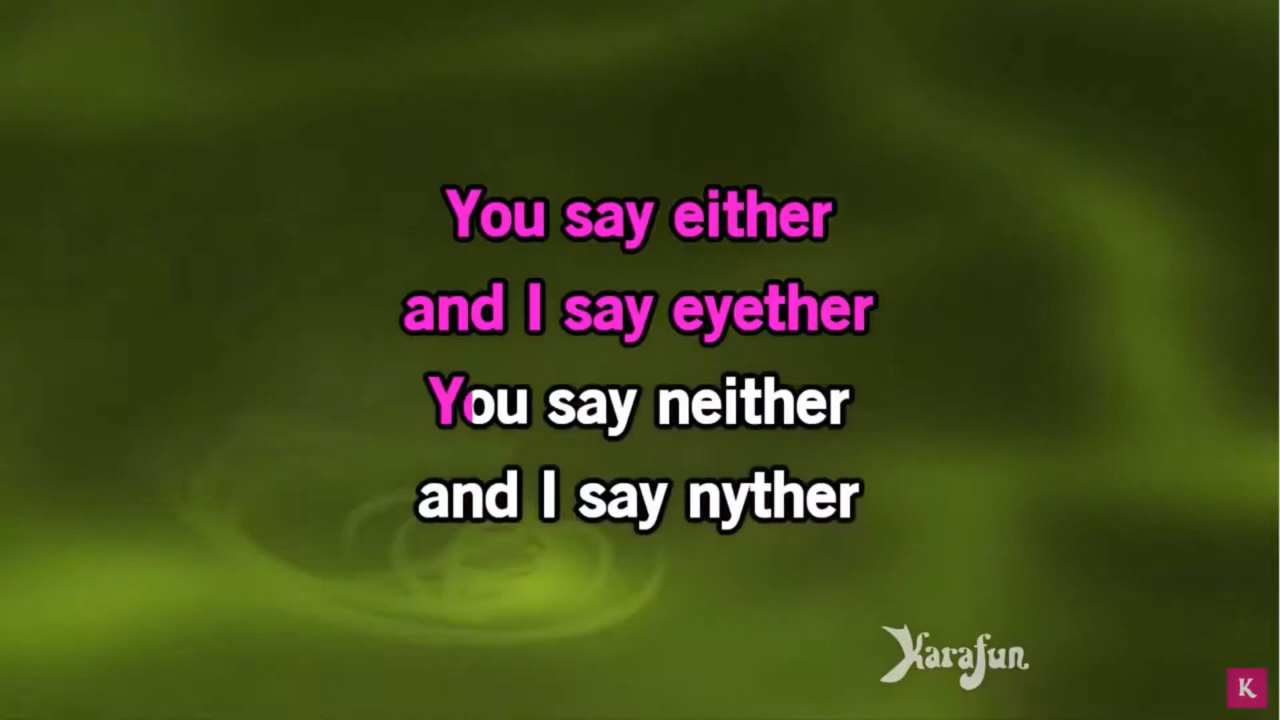 You say either
and I say eyether
You say neither
and I say nyther
Karafun
K